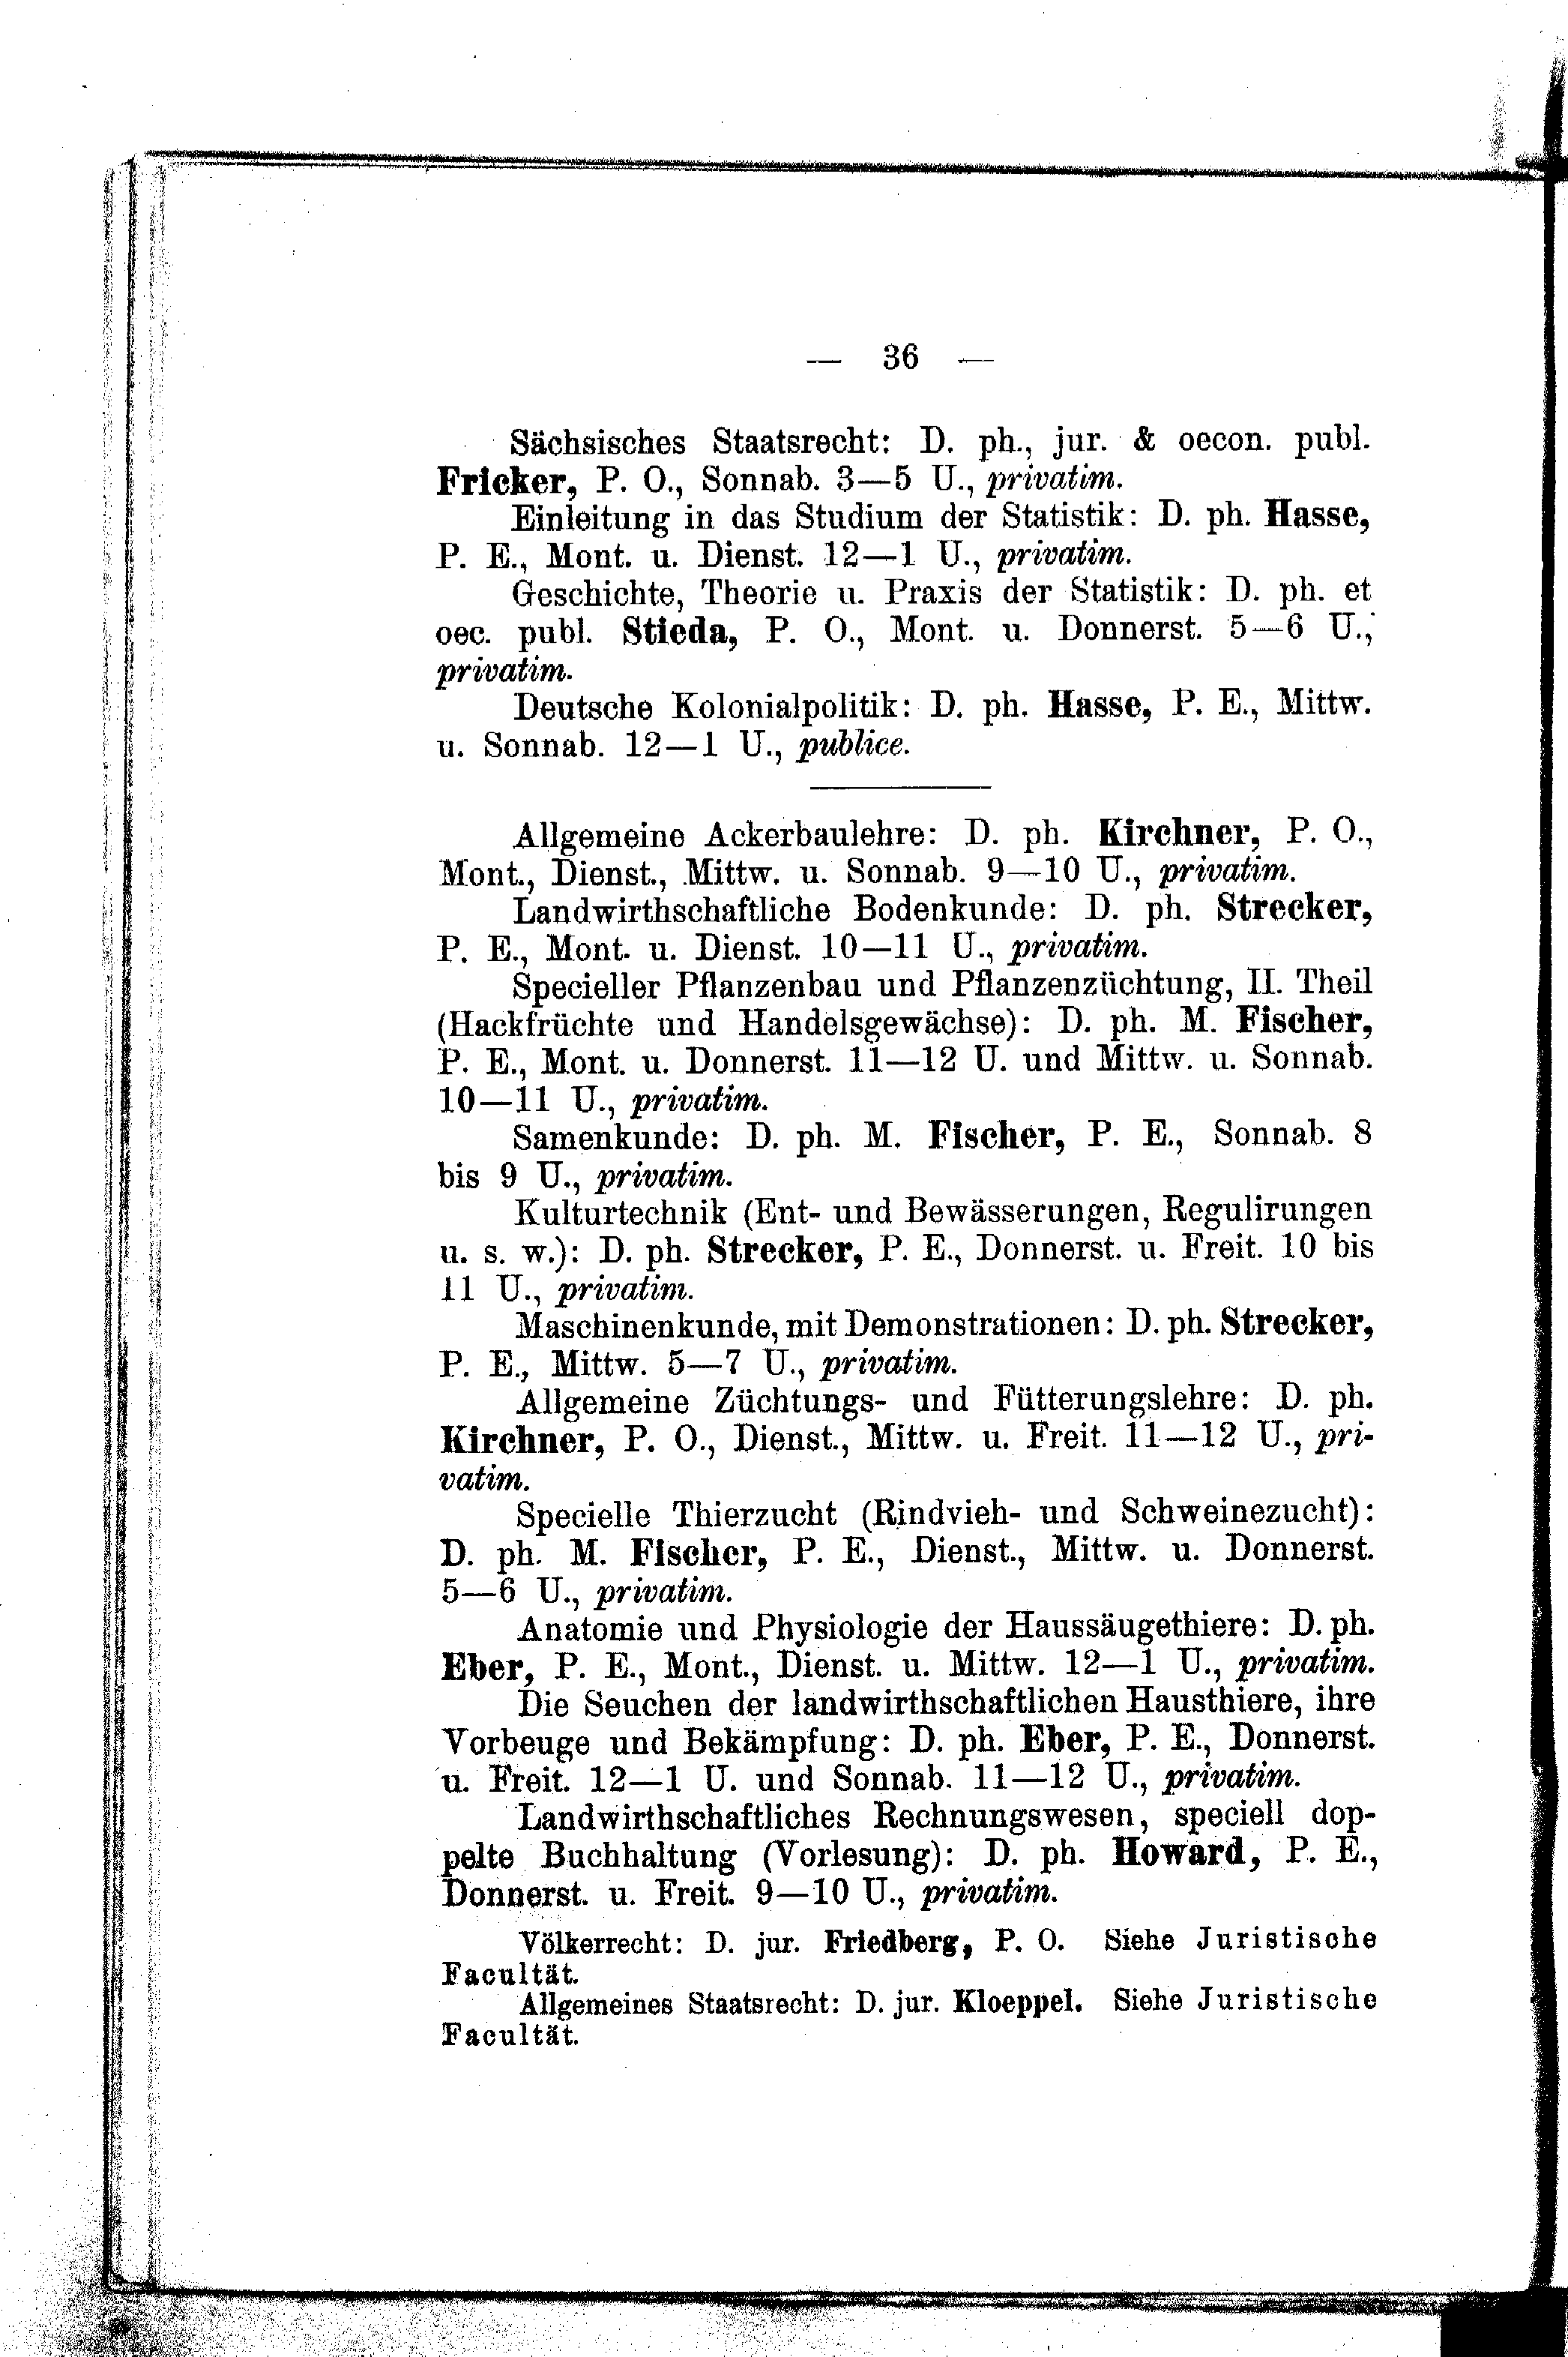 — 36 —
Sächsisches Staatsrecht: D. ph., jur. & oecon. publ.
Fricker, P. O., Sonnab. 3—5 U., privatim.
Einleitung in das Studium der Statistik: D. ph. Hasse,
P. E., Mont. u. Dienst. 12—1 U., privatim.
Geschichte, Theorie u. Praxis der Statistik: D. ph. et
oec. publ. Stieda, P. O., Mont. u. Donnerst. 5—6 U.,
privatim.
Deutsche Kolonialpolitik: D. ph. Hasse, P. E., Mittw.
u. Sonnab. 12—1 U., publice.
Allgemeine Ackerbaulehre: D. ph. Kirchner, P. O.,
Mont., Dienst., Mittw. u. Sonnab. 9—10 U., privatim.
Landwirthschaftliche Bodenkunde: D. ph. Strecker,
P. E., Mont. u. Dienst. 10—11 U., privatim.
Specieller Pflanzenbau und Pflanzenzüchtung, II. Theil
(Hackfrüchte und Handelsgewächse): D. ph. M. Fischer,
P. E., Mont. u. Donnerst. 11—12 U. und Mittw. u. Sonnab.
10—11 U., privatim.
Samenkunde: D. ph. M. Fischer, P. E., Sonnab. 8
bis 9 U., privatim.
Kulturtechnik (Ent- und Bewässerungen, Regulirungen
u. s. w.): D. ph. Strecker, P. E., Donnerst. u. Freit. 10 bis
11 U., privatim.
Maschinenkunde, mit Demonstrationen: D. ph. Strecker,
P. E., Mittw. 5—7 U., privatim.
Allgemeine Züchtungs- und Fütterungslehre: D. ph.
Kirchner, P. O., Dienst., Mittw. u. Freit. 11—12 U., pri-
vatim.
Specielle Thierzucht (Rindvieh- und Schweinezucht):
D. ph. M. Fischer, P. E., Dienst., Mittw. u. Donnerst.
5—6 U., privatim.
Anatomie und Physiologie der Haussäugethiere: D. ph.
Eber, P. E., Mont., Dienst. u. Mittw. 12—1 U., privatim.
Die Seuchen der landwirthschaftlichen Hausthiere, ihre
Vorbeuge und Bekämpfung: D. ph. Eber, P. E., Donnerst.
u. Freit. 12—1 U. und Sonnab. 11—12 U., privatim.
Landwirthschaftliches Rechnungswesen, speciell dop-
pelte Buchhaltung (Vorlesung): D. ph. Howard, P. E.,
Donnerst. u. Freit. 9—10 U., privatim.
Völkerrecht: D. jur. Friedberg, P. O. Siehe Juristische
Facultät.
Allgemeines Staatsrecht: D. jur. Kloeppel. Siehe Juristische
Facultät.